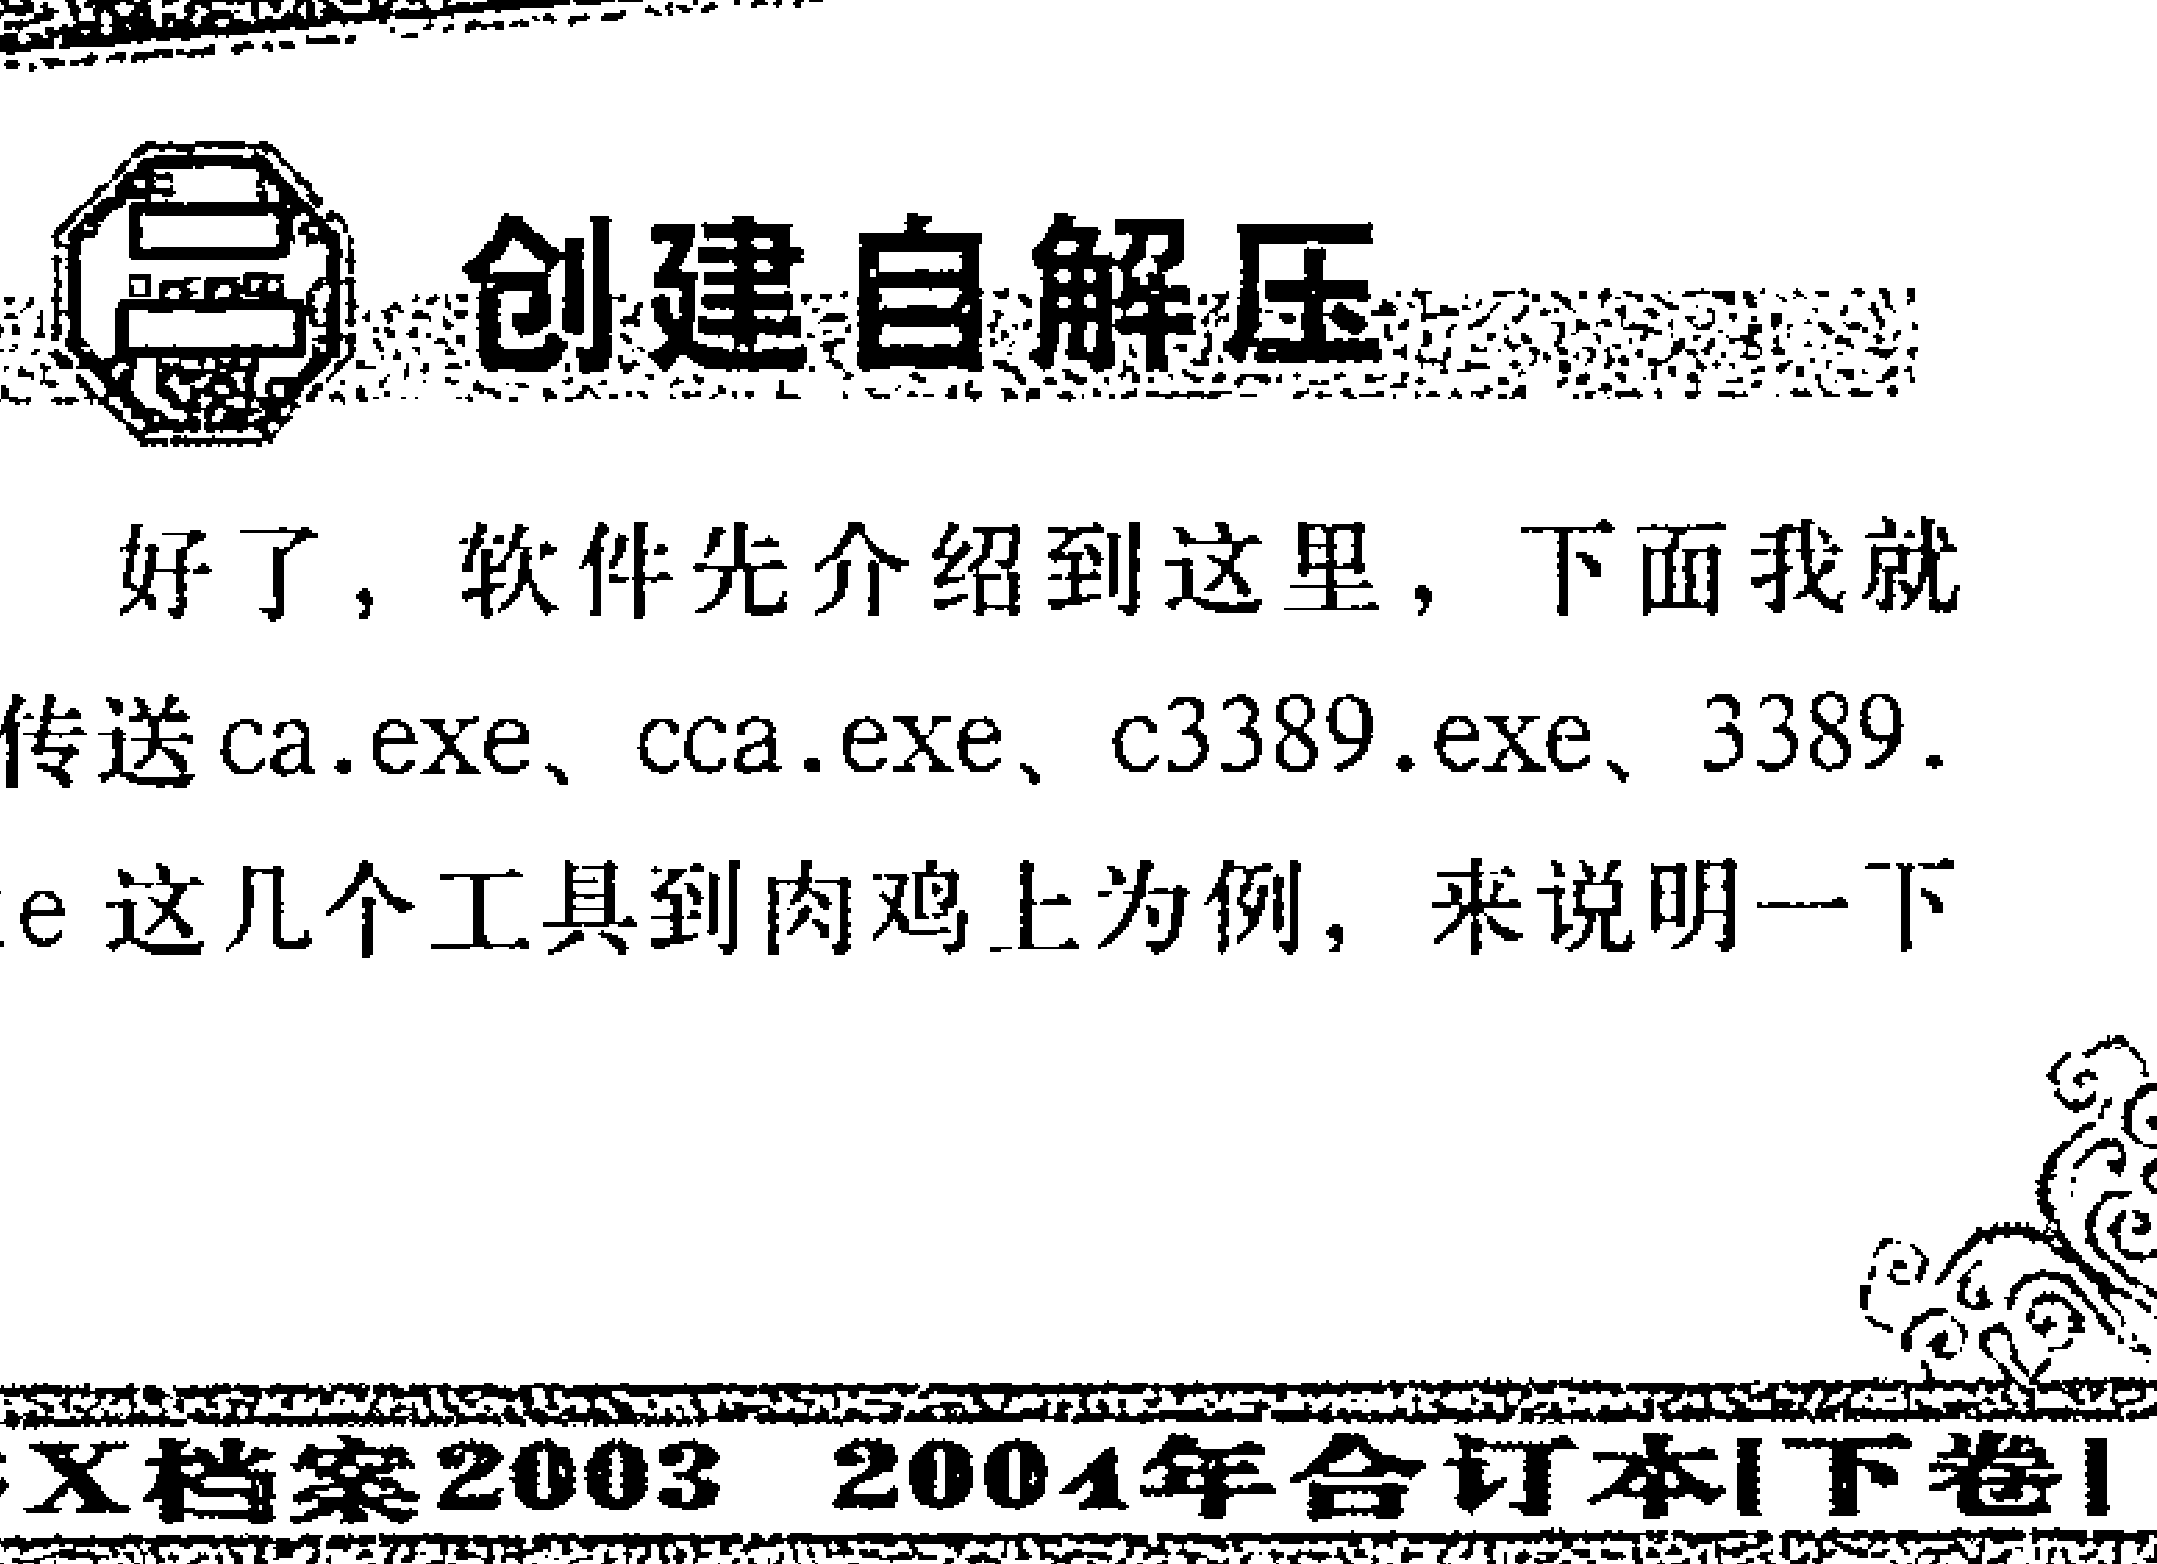 创建自解压
好了，软件先介绍到这里，下面我就
传送ca.exe、cca.exe、c3389.exe、3389.
e 这几个工具到肉鸡上为例，来说明一下
X档案2003 2004年合订本[下卷]